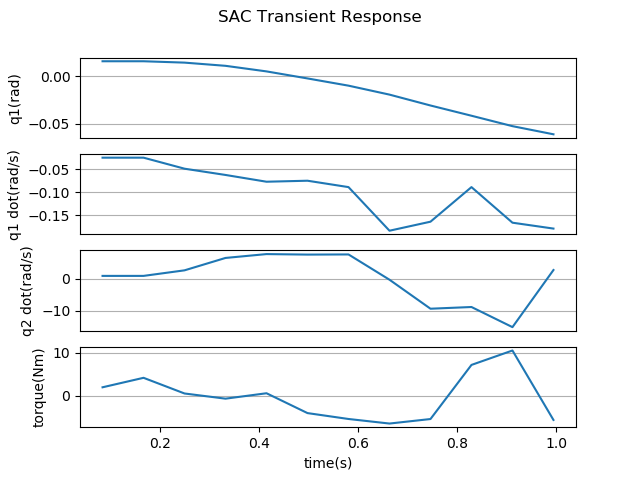 SAC Transient Response
q1(rad)
0.00
−0.05
q1 dot(rad/s)
−0.05
−0.10
−0.15
q2 dot(rad/s)
0
−10
torque(Nm)
10
0
0.2 0.4 0.6 0.8 1.0
time(s)